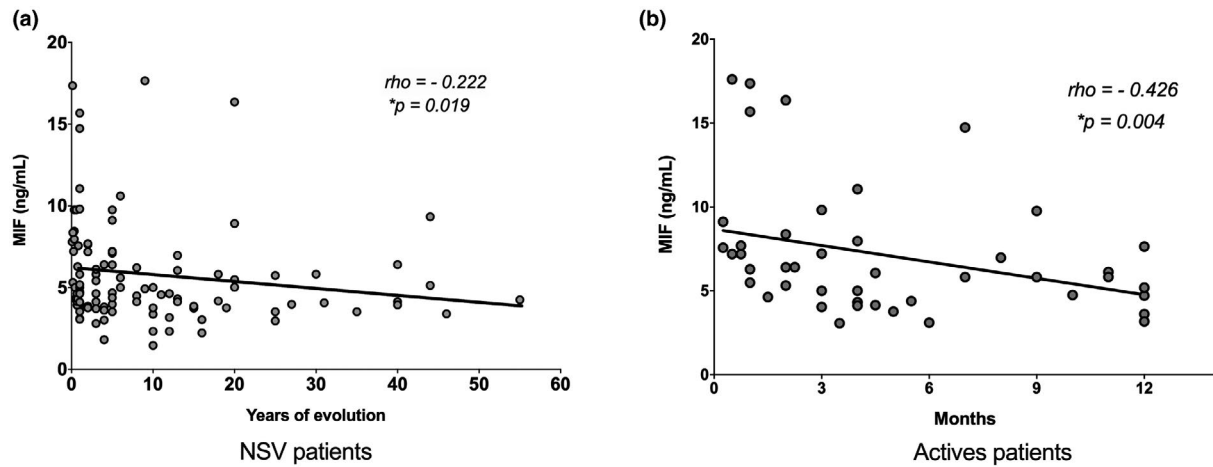 (a)
20
15
10
5
0
MIF (ng/mL)
rho = - 0.222
*p = 0.019
0 10 20 30 40 50 60
Years of evolution
NSV patients
(b)
20
15
10
5
0
MIF (ng/mL)
rho = - 0.426
*p = 0.004
0 3 6 9 12
Months
Actives patients